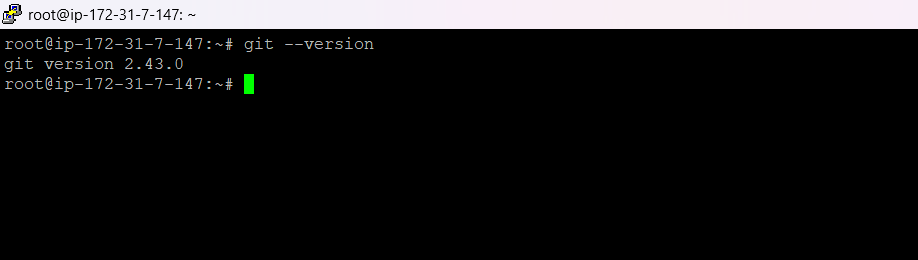 root@ip-172-31-7-147: ~
root@ip-172-31-7-147:~# git --version
git version 2.43.0
root@ip-172-31-7-147:~#